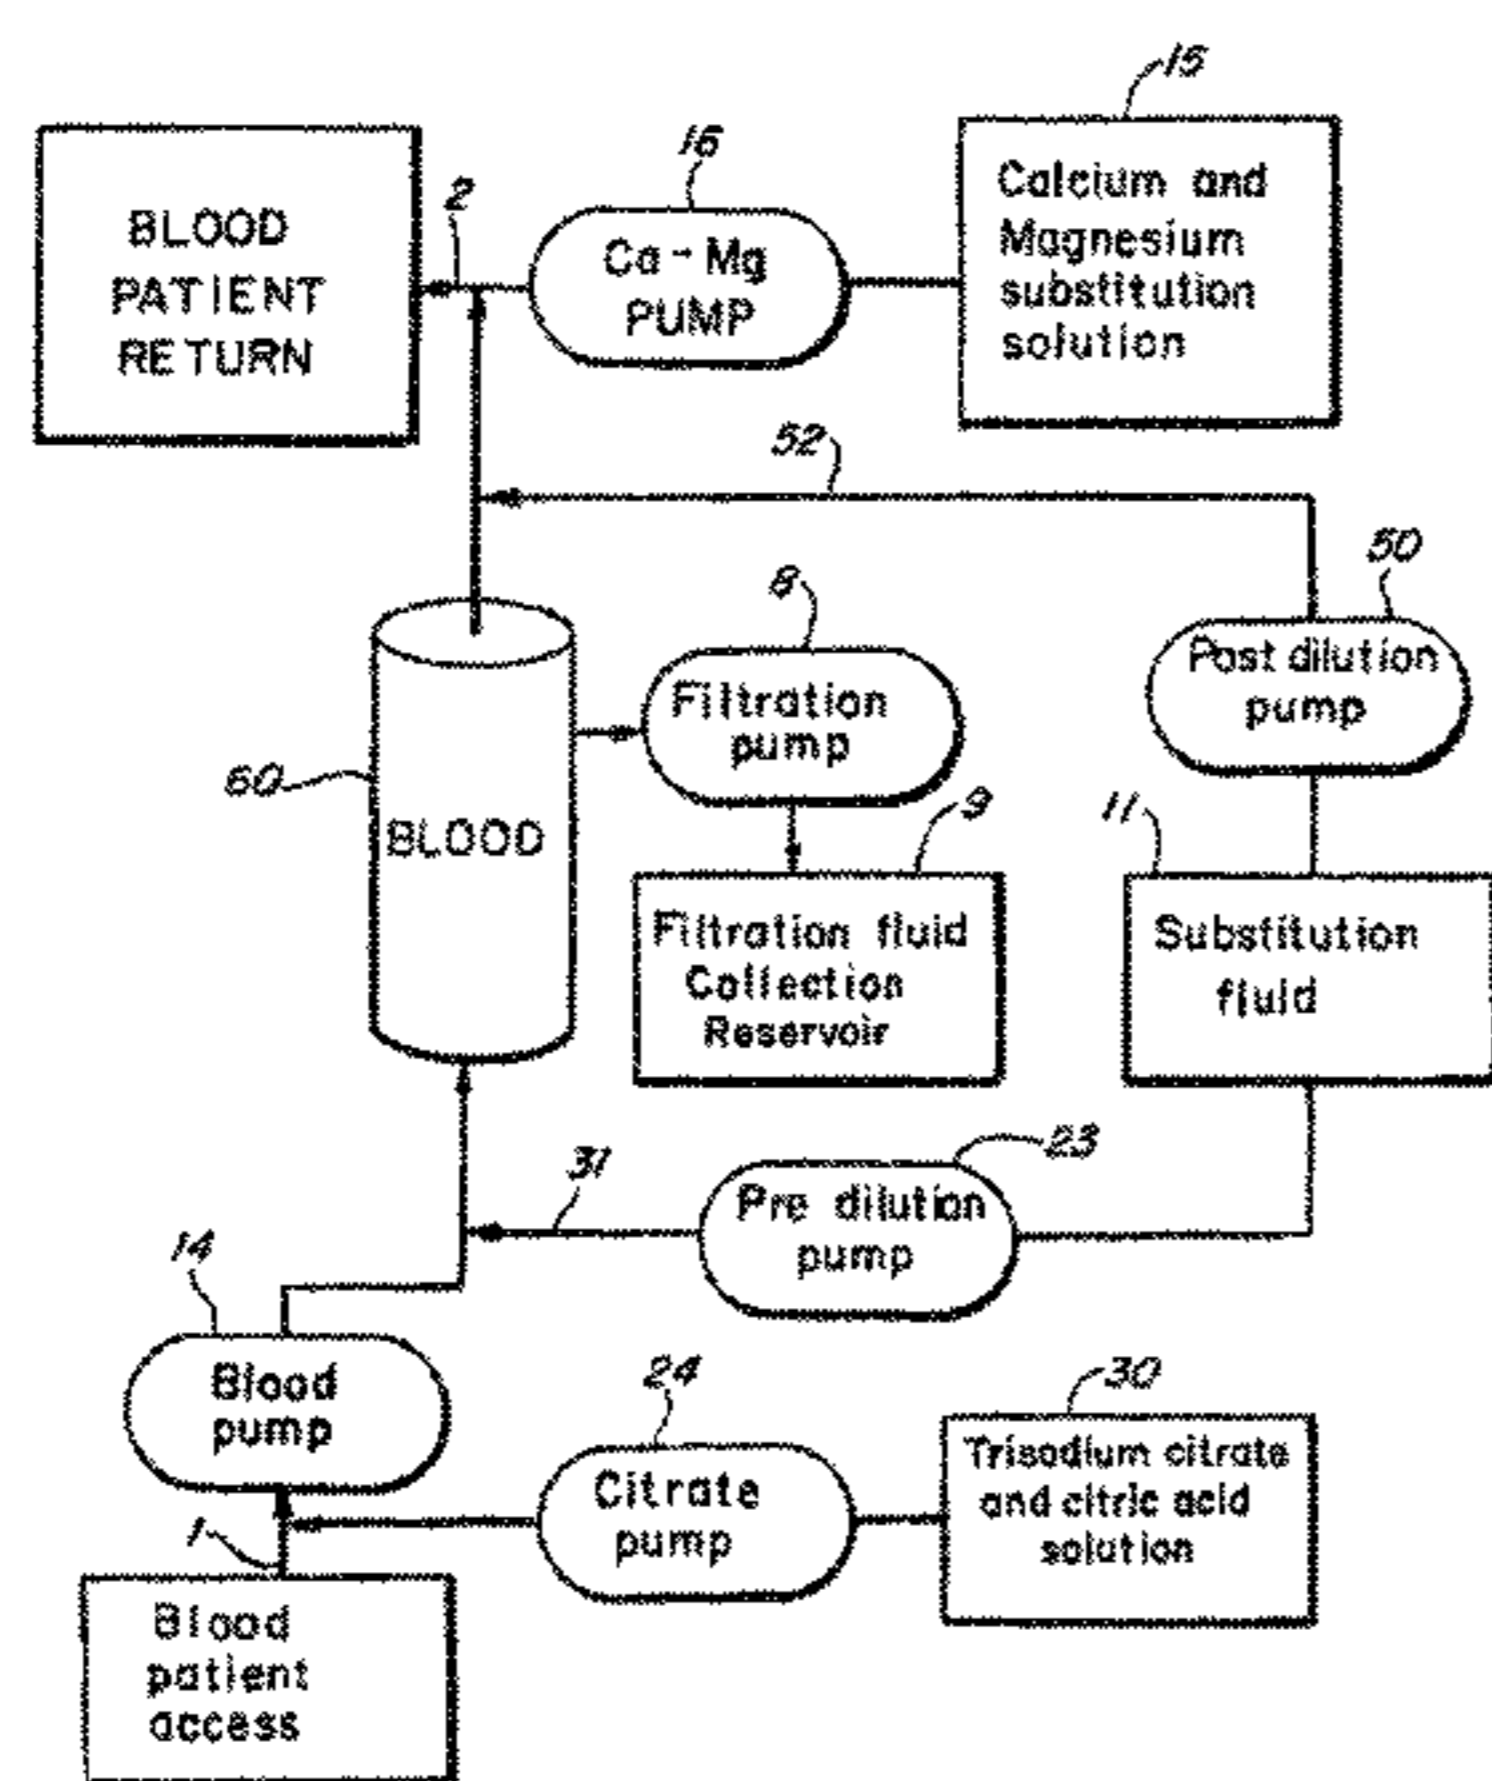 15
16
2
BLOOD
PATIENT
RETURN
Ca-Mg
PUMP
Calcium and
Magnesium
substitution
solution
52
50
8
Post dilution
pump
Filtration
pump
60
BLOOD
9
11
Filtration fluid
Collection
Reservoir
Substitution
fluid
31
23
Pre dilution
pump
14
Blood
pump
24
30
Citrate
pump
Trisodium citrate
and citric acid
solution
1
Blood
patient
access